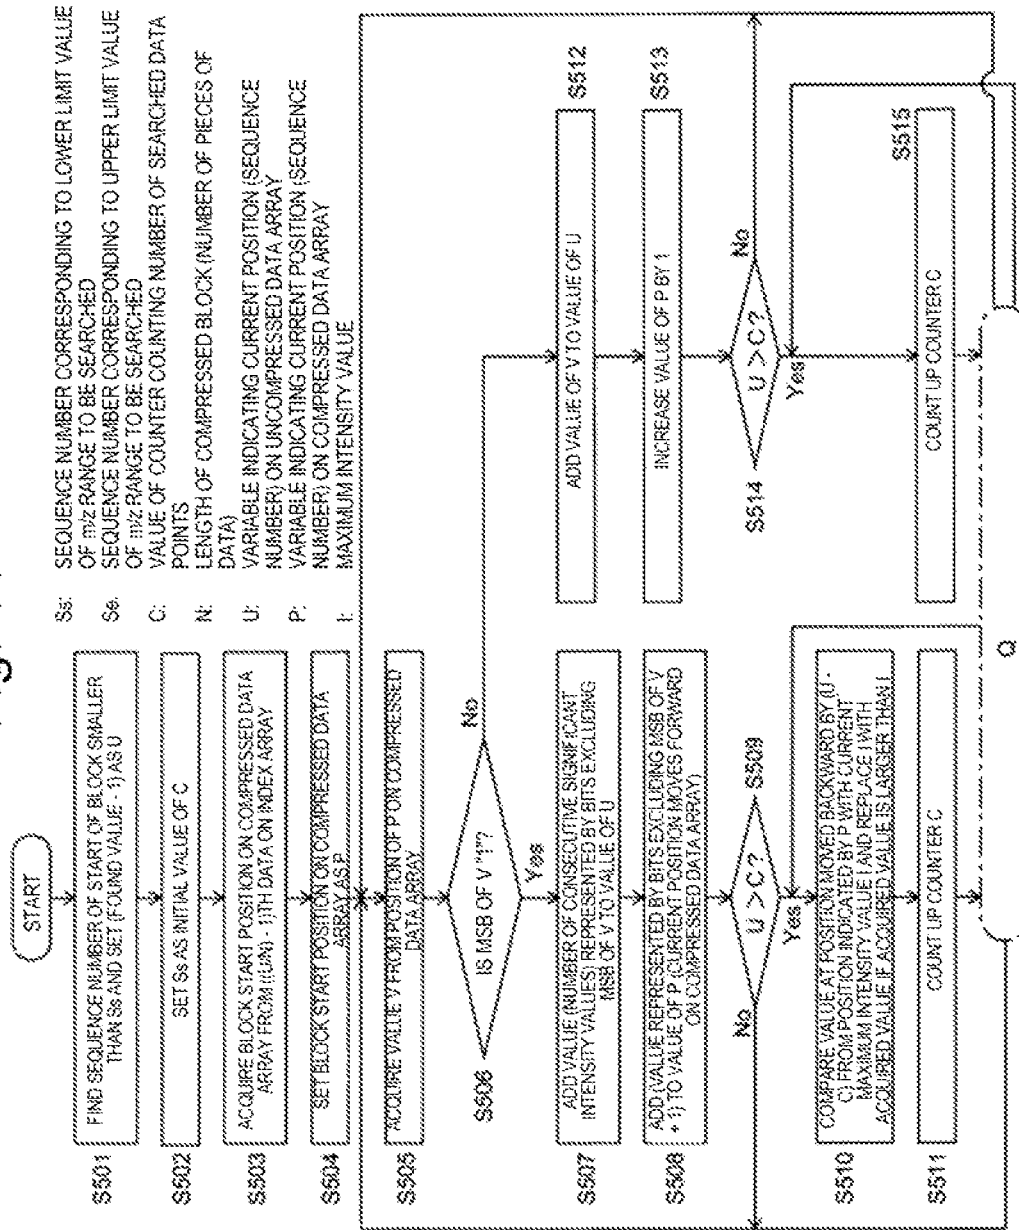 START
S501
FIND SEQUENCE NUMBER OF START OF BLOCK SMALLER
THAN Ss AND SET (FOUND VALUE - 1) AS U
S502
SET Ss AS INITIAL VALUE OF C
S503
ACQUIRE BLOCK START POSITION ON COMPRESSED DATA
ARRAY FROM ((U/N) - 1)TH DATA ON INDEX ARRAY
S504
SET BLOCK START POSITION ON COMPRESSED DATA
ARRAY AS P
S505
ACQUIRE VALUE V FROM POSITION OF P ON COMPRESSED
DATA ARRAY
S506
IS MSB OF V "1"?
No
Yes
S507
ADD VALUE (NUMBER OF CONSECUTIVE SIGNIFICANT
INTENSITY VALUES) REPRESENTED BY BITS EXCLUDING
MSB OF V TO VALUE OF U
S508
ADD (VALUE REPRESENTED BY BITS EXCLUDING MSB OF V
+ 1) TO VALUE OF P (CURRENT POSITION MOVES FORWARD
ON COMPRESSED DATA ARRAY)
S509
U > C?
No
Yes
S510
COMPARE VALUE AT POSITION MOVED BACKWARD BY (U -
C) FROM POSITION INDICATED BY P WITH CURRENT
MAXIMUM INTENSITY VALUE I AND REPLACE I WITH
ACQUIRED VALUE IF ACQUIRED VALUE IS LARGER THAN I
S511
COUNT UP COUNTER C
Q
Ss: SEQUENCE NUMBER CORRESPONDING TO LOWER LIMIT VALUE
OF m/z RANGE TO BE SEARCHED
Se: SEQUENCE NUMBER CORRESPONDING TO UPPER LIMIT VALUE
OF m/z RANGE TO BE SEARCHED
C: VALUE OF COUNTER COUNTING NUMBER OF SEARCHED DATA
POINTS
N: LENGTH OF COMPRESSED BLOCK (NUMBER OF PIECES OF
DATA)
U: VARIABLE INDICATING CURRENT POSITION (SEQUENCE
NUMBER) ON UNCOMPRESSED DATA ARRAY
P: VARIABLE INDICATING CURRENT POSITION (SEQUENCE
NUMBER) ON COMPRESSED DATA ARRAY
I: MAXIMUM INTENSITY VALUE
S512
ADD VALUE OF V TO VALUE OF U
S513
INCREASE VALUE OF P BY 1
S514
U > C?
No
Yes
S515
COUNT UP COUNTER C